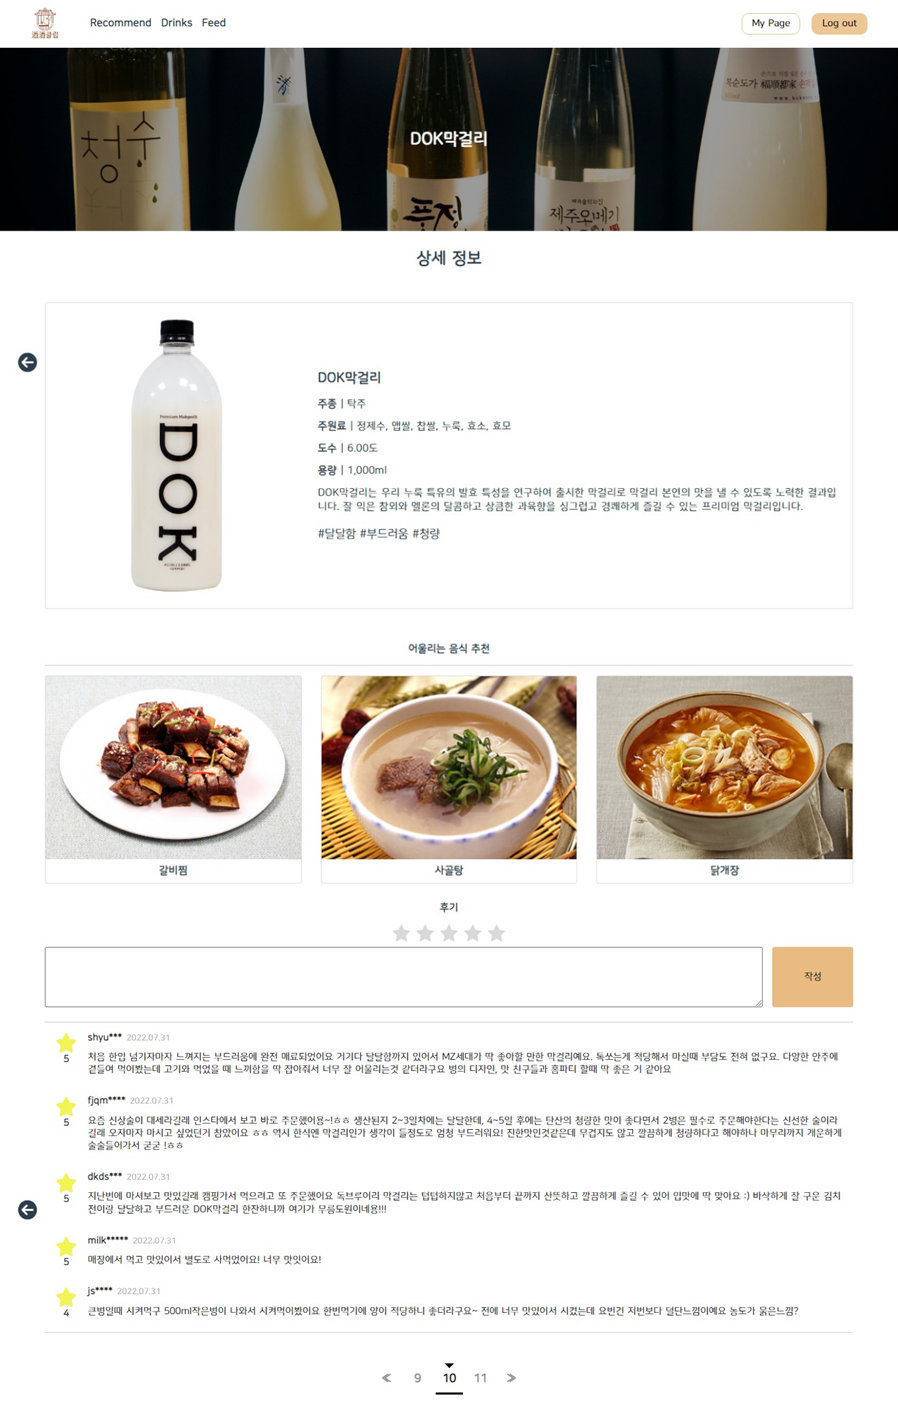 酒酒클럽
Recommend Drinks Feed
My Page
Log out
청수
풍정
제주오메기
복순도가 福順都家 손막
DOK막걸리
상세 정보
Premium Makgeolli
DOK
DOK막걸리
주종 | 탁주
주원료 | 정제수, 멥쌀, 찹쌀, 누룩, 효소, 효모
도수 | 6.00도
용량 | 1,000ml
DOK막걸리는 우리 누룩 특유의 발효 특성을 연구하여 출시한 막걸리로 막걸리 본연의 맛을 낼 수 있도록 노력한 결과입
니다. 잘 익은 참외와 멜론의 달콤하고 상큼한 과육향을 싱그럽고 경쾌하게 즐길 수 있는 프리미엄 막걸리입니다.
#달달함 #부드러움 #청량
어울리는 음식 추천
갈비찜
사골탕
닭개장
후기
작성
shyu*** 2022.07.31
5
처음 한입 넘기자마자 느껴지는 부드러움에 완전 매료되었어요 거기다 달달함까지 있어서 MZ세대가 딱 좋아할 만한 막걸리예요. 톡쏘는게 적당해서 마실때 부담도 전혀 없구요. 다양한 안주에
곁들여 먹어봤는데 고기와 먹었을 때 느끼함을 딱 잡아줘서 너무 잘 어울리는것 같더라구요 병의 디자인, 맛 친구들과 홈파티 할때 딱 좋은 거 같아요
fjqm**** 2022.07.31
5
요즘 신상술이 대세라길래 인스타에서 보고 바로 주문했어용~!ㅎㅎ 생산된지 2~3일차에는 달달한데, 4~5일 후에는 탄산의 청량한 맛이 좋다면서 2병은 필수로 주문해야한다는 신선한 술이라
길래 오자마자 마시고 싶었던거 참았어요 ㅎㅎ 역시 한식엔 막걸리인가 생각이 들정도로 엄청 부드러워요! 진한맛인것같은데 무겁지도 않고 깔끔하게 청량하다고 해야하나 마무리까지 개운하게
술술들어가서 굳굳 !ㅎㅎ
dkds*** 2022.07.31
5
지난번에 마셔보고 맛있길래 캠핑가서 먹으려고 또 주문했어요 독브루어리 막걸리는 텁텁하지않고 처음부터 끝까지 산뜻하고 깔끔하게 즐길 수 있어 입맛에 딱 맞아요 :) 바삭하게 잘 구운 김치
전이랑 달달하고 부드러운 DOK막걸리 한잔하니까 여기가 무릉도원이네용!!!
milk***** 2022.07.31
5
매장에서 먹고 맛있어서 별도로 사먹었어요! 너무 맛잇어요!
js**** 2022.07.31
4
큰병일때 시켜먹구 500ml작은병이 나와서 시켜먹어봤어요 한번먹기에 양이 적당하니 좋더라구요~ 전에 너무 맛있어서 시켰는데 요번건 저번보다 덜단느낌이예요 농도가 묽은느낌?
≪ 9 10 11 ≫